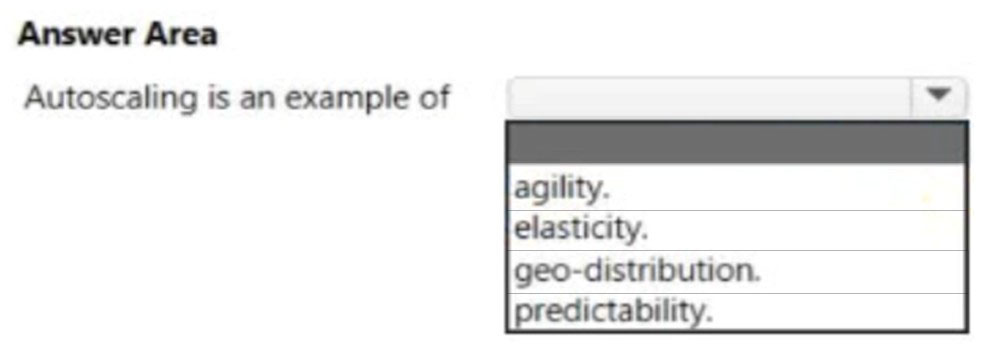 Answer Area
Autoscaling is an example of
agility.
elasticity.
geo-distribution.
predictability.